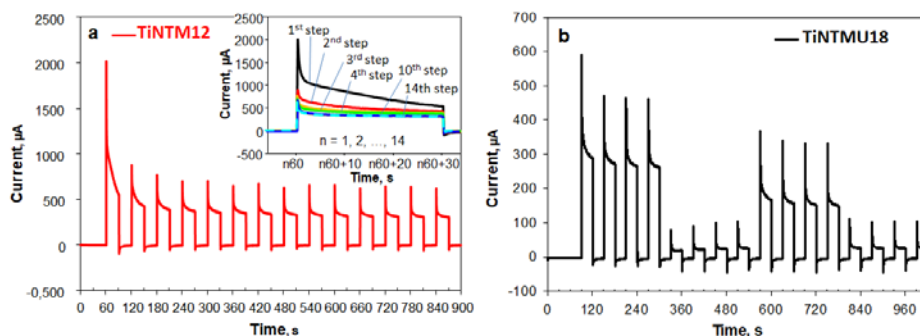 a
TiNTM12
Current, µA
2500
2000
1500
1000
500
0
-0,500
0 60 120 180 240 300 360 420 480 540 600 660 720 780 840 900
Time, s
Current, µA
2500
2000
1500
1000
500
0
-500
1st step
2nd step
3rd step
4th step
10th step
14th step
n = 1, 2, ..., 14
n60 n60+10 n60+20 n60+30
Time, s
b
TiNTMU18
Current, µA
700
600
500
400
300
200
100
0
-100
0 120 240 360 480 600 720 840 960
Time, s